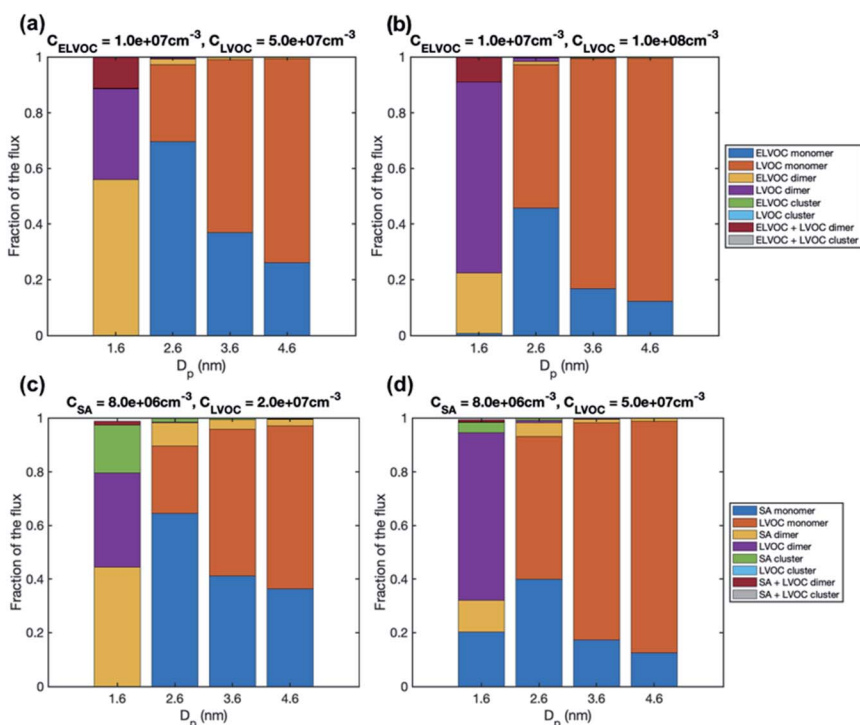 (a)
C_ELVOC = 1.0e+07cm⁻³, C_LVOC = 5.0e+07cm⁻³
1
0.8
0.6
0.4
0.2
0
Fraction of the flux
1.6 2.6 3.6 4.6
D_p (nm)
(b)
C_ELVOC = 1.0e+07cm⁻³, C_LVOC = 1.0e+08cm⁻³
1
0.8
0.6
0.4
0.2
0
Fraction of the flux
1.6 2.6 3.6 4.6
D_p (nm)
ELVOC monomer
LVOC monomer
ELVOC dimer
LVOC dimer
ELVOC cluster
LVOC cluster
ELVOC + LVOC dimer
ELVOC + LVOC cluster
(c)
C_SA = 8.0e+06cm⁻³, C_LVOC = 2.0e+07cm⁻³
1
0.8
0.6
0.4
0.2
0
Fraction of the flux
1.6 2.6 3.6 4.6
D_p (nm)
(d)
C_SA = 8.0e+06cm⁻³, C_LVOC = 5.0e+07cm⁻³
1
0.8
0.6
0.4
0.2
0
Fraction of the flux
1.6 2.6 3.6 4.6
D_p (nm)
SA monomer
LVOC monomer
SA dimer
LVOC dimer
SA cluster
LVOC cluster
SA + LVOC dimer
SA + LVOC cluster